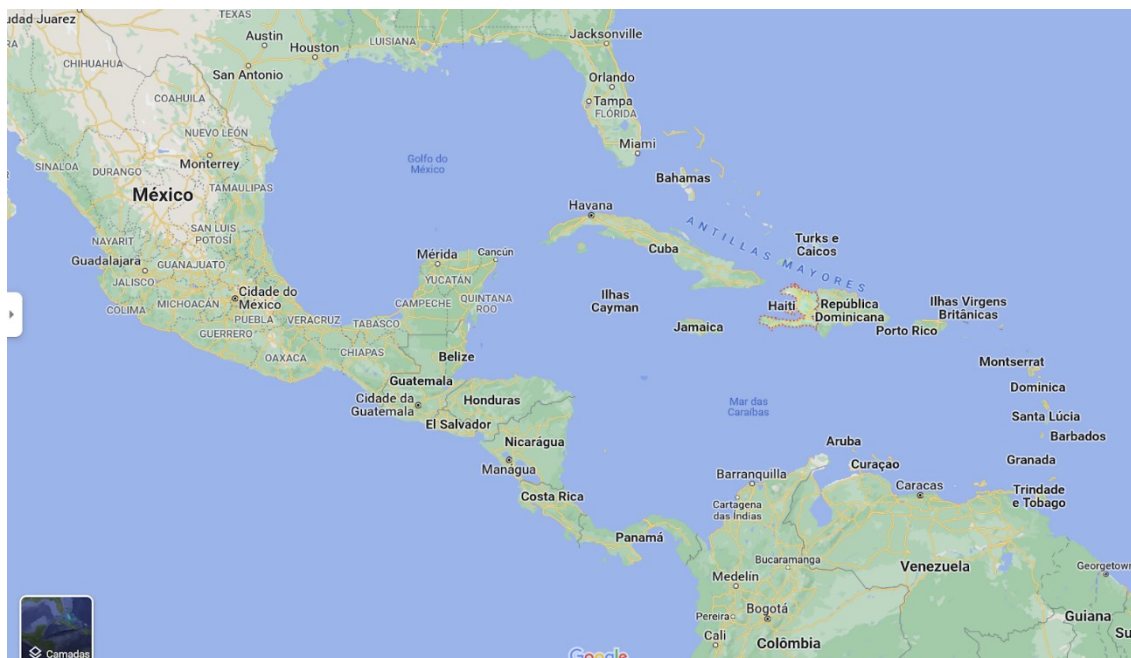 udad Juarez
TEXAS
Austin
Houston
LUISIANA
Jacksonville
CHIHUAHUA
San Antonio
Orlando
Tampa
FLÓRIDA
COAHUILA
NUEVO LEÓN
Miami
Monterrey
Golfo do
México
SINALOA
DURANGO
TAMAULIPAS
Bahamas
México
Havana
ANTILLAS MAYORES
SAN LUIS
POTOSÍ
NAYARIT
Guadalajara
GUANAJUATO
Mérida
Cancún
Cuba
Turks e
Caicos
JALISCO
YUCATÁN
Cidade do
México
COLIMA
MICHOACÁN
PUEBLA
VERACRUZ
TABASCO
CAMPECHE
QUINTANA
ROO
Ilhas
Cayman
Haiti
República
Dominicana
Ilhas Virgens
Britânicas
Porto Rico
Jamaica
GUERRERO
OAXACA
CHIAPAS
Belize
Montserrat
Guatemala
Dominica
Cidade da
Guatemala
Honduras
Mar das
Caraíbas
Santa Lúcia
El Salvador
Barbados
Nicarágua
Aruba
Manágua
Curaçao
Granada
Barranquilla
Caracas
Costa Rica
Cartagena
das Índias
Trindade
e Tobago
Panamá
Bucaramanga
Venezuela
Georgetown
Medellín
Pereira
Bogotá
Guiana
Cali
Colômbia
Su
Camadas
Google